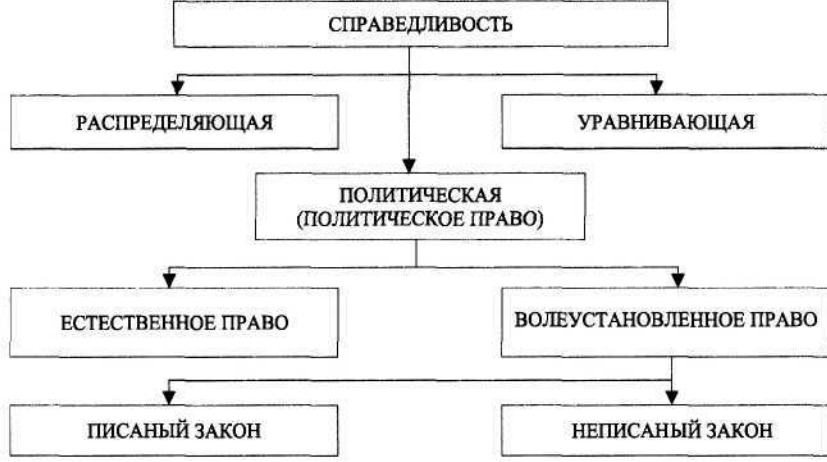 СПРАВЕДЛИВОСТЬ
РАСПРЕДЕЛЯЮЩАЯ
УРАВНИВАЮЩАЯ
ПОЛИТИЧЕСКАЯ
(ПОЛИТИЧЕСКОЕ ПРАВО)
ЕСТЕСТВЕННОЕ ПРАВО
ВОЛЕУСТАНОВЛЕННОЕ ПРАВО
ПИСАНЫЙ ЗАКОН
НЕПИСАНЫЙ ЗАКОН